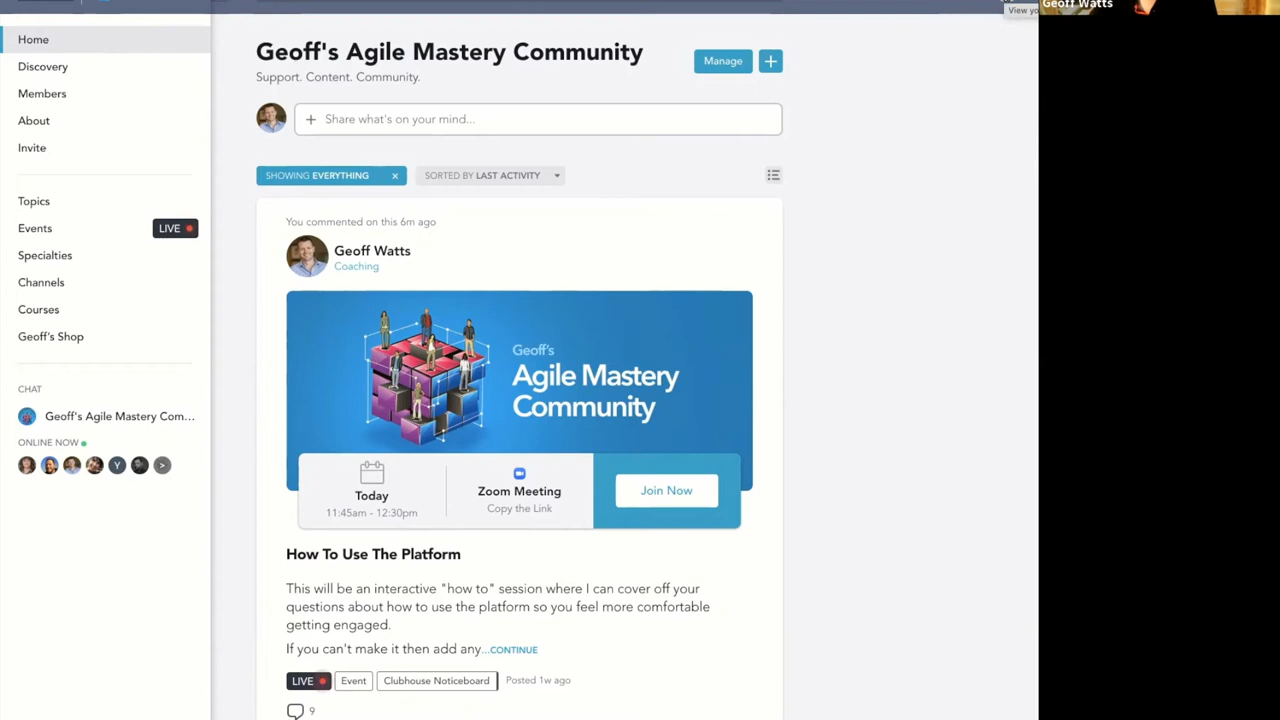 View yo
Geoff Watts
Home
Discovery
Members
About
Invite
Topics
Events
LIVE
Specialties
Channels
Courses
Geoff's Shop
CHAT
Geoff's Agile Mastery Com...
ONLINE NOW
Y
>
Geoff's Agile Mastery Community
Support. Content. Community.
Manage
+
+ Share what's on your mind...
SHOWING EVERYTHING x
SORTED BY LAST ACTIVITY
You commented on this 6m ago
Geoff Watts
Coaching
Geoff's
Agile Mastery
Community
Today
11:45am - 12:30pm
Zoom Meeting
Copy the Link
Join Now
How To Use The Platform
This will be an interactive "how to" session where I can cover off your
questions about how to use the platform so you feel more comfortable
getting engaged.
If you can't make it then add any...CONTINUE
LIVE Event Clubhouse Noticeboard Posted 1w ago
9